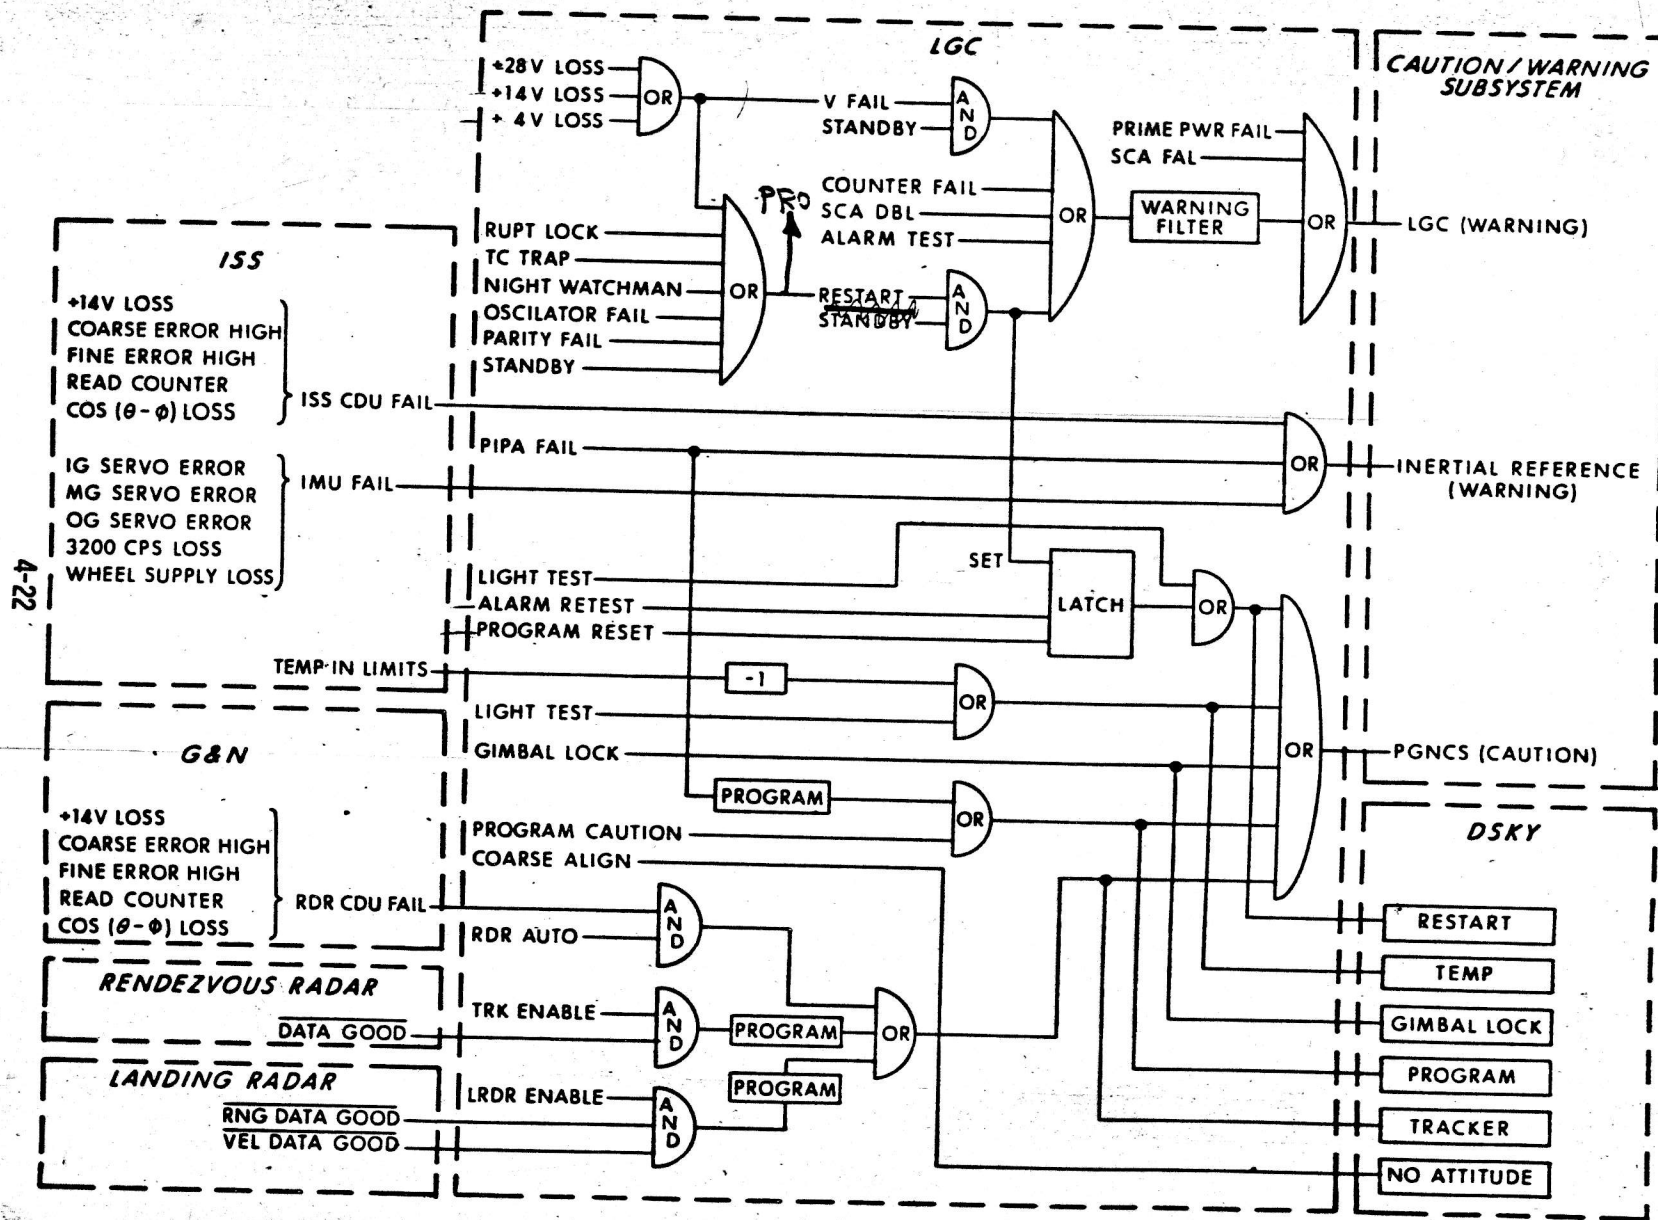 LGC
+28V LOSS
+14V LOSS
+ 4V LOSS
OR
V FAIL
STANDBY
AND
PRIME PWR FAIL
SCA FAL
COUNTER FAIL
SCA DBL
ALARM TEST
OR
WARNING
FILTER
OR
PRO
RUPT LOCK
TC TRAP
NIGHT WATCHMAN
OSCILATOR FAIL
PARITY FAIL
STANDBY
OR
RESTART
STANDBY
AND
CAUTION/WARNING
SUBSYSTEM
LGC (WARNING)
INERTIAL REFERENCE
(WARNING)
PGNCS (CAUTION)
ISS
+14V LOSS
COARSE ERROR HIGH
FINE ERROR HIGH
READ COUNTER
COS (θ-φ) LOSS
ISS CDU FAIL
IG SERVO ERROR
MG SERVO ERROR
OG SERVO ERROR
3200 CPS LOSS
WHEEL SUPPLY LOSS
IMU FAIL
TEMP IN LIMITS
PIPA FAIL
OR
LIGHT TEST
ALARM RETEST
PROGRAM RESET
SET
LATCH
OR
-1
LIGHT TEST
OR
GIMBAL LOCK
PROGRAM
PROGRAM CAUTION
OR
COARSE ALIGN
OR
G&N
+14V LOSS
COARSE ERROR HIGH
FINE ERROR HIGH
READ COUNTER
COS (θ-φ) LOSS
RDR CDU FAIL
RDR AUTO
AND
RENDEZVOUS RADAR
DATA GOOD
TRK ENABLE
AND
PROGRAM
OR
LANDING RADAR
RNG DATA GOOD
VEL DATA GOOD
LRDR ENABLE
AND
PROGRAM
DSKY
RESTART
TEMP
GIMBAL LOCK
PROGRAM
TRACKER
NO ATTITUDE
4-22